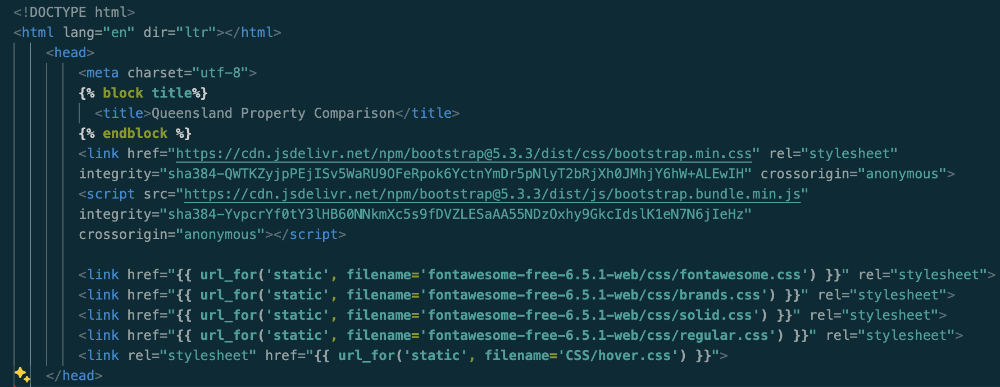 <!DOCTYPE html>
<html lang="en" dir="ltr"></html>
<head>
<meta charset="utf-8">
{% block title%}
<title>Queensland Property Comparison</title>
{% endblock %}
<link href="https://cdn.jsdelivr.net/npm/bootstrap@5.3.3/dist/css/bootstrap.min.css" rel="stylesheet"
integrity="sha384-QWTKZyjpPEjISv5WaRU9OFeRpok6YctnYmDr5pNlyT2bRjXh0JMhjY6hW+ALEwIH" crossorigin="anonymous">
<script src="https://cdn.jsdelivr.net/npm/bootstrap@5.3.3/dist/js/bootstrap.bundle.min.js"
integrity="sha384-YvpcrYf0tY3lHB60NNkmXc5s9fDVZLESaAA55NDzOxhy9GkcIdslK1eN7N6jIeHz"
crossorigin="anonymous"></script>
<link href="{{ url_for('static', filename='fontawesome-free-6.5.1-web/css/fontawesome.css') }}" rel="stylesheet">
<link href="{{ url_for('static', filename='fontawesome-free-6.5.1-web/css/brands.css') }}" rel="stylesheet">
<link href="{{ url_for('static', filename='fontawesome-free-6.5.1-web/css/solid.css') }}" rel="stylesheet">
<link href="{{ url_for('static', filename='fontawesome-free-6.5.1-web/css/regular.css') }}" rel="stylesheet">
<link rel="stylesheet" href="{{ url_for('static', filename='CSS/hover.css') }}">
</head>